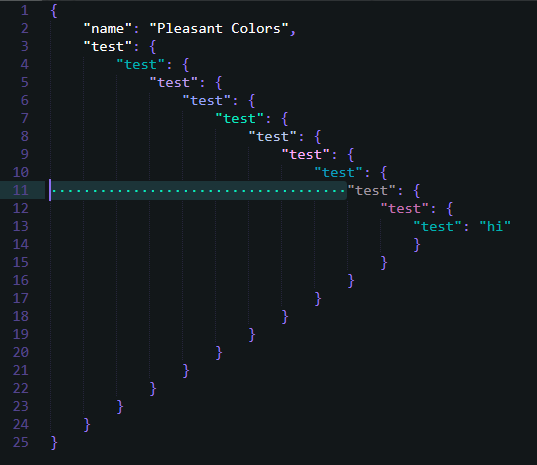 1 {
2     "name": "Pleasant Colors",
3     "test": {
4         "test": {
5             "test": {
6                 "test": {
7                     "test": {
8                         "test": {
9                             "test": {
10                                 "test": {
11 ····································"test": {
12                                         "test": {
13                                             "test": "hi"
14                                             }
15                                         }
16                                     }
17                                 }
18                             }
19                         }
20                     }
21                 }
22             }
23         }
24     }
25 }